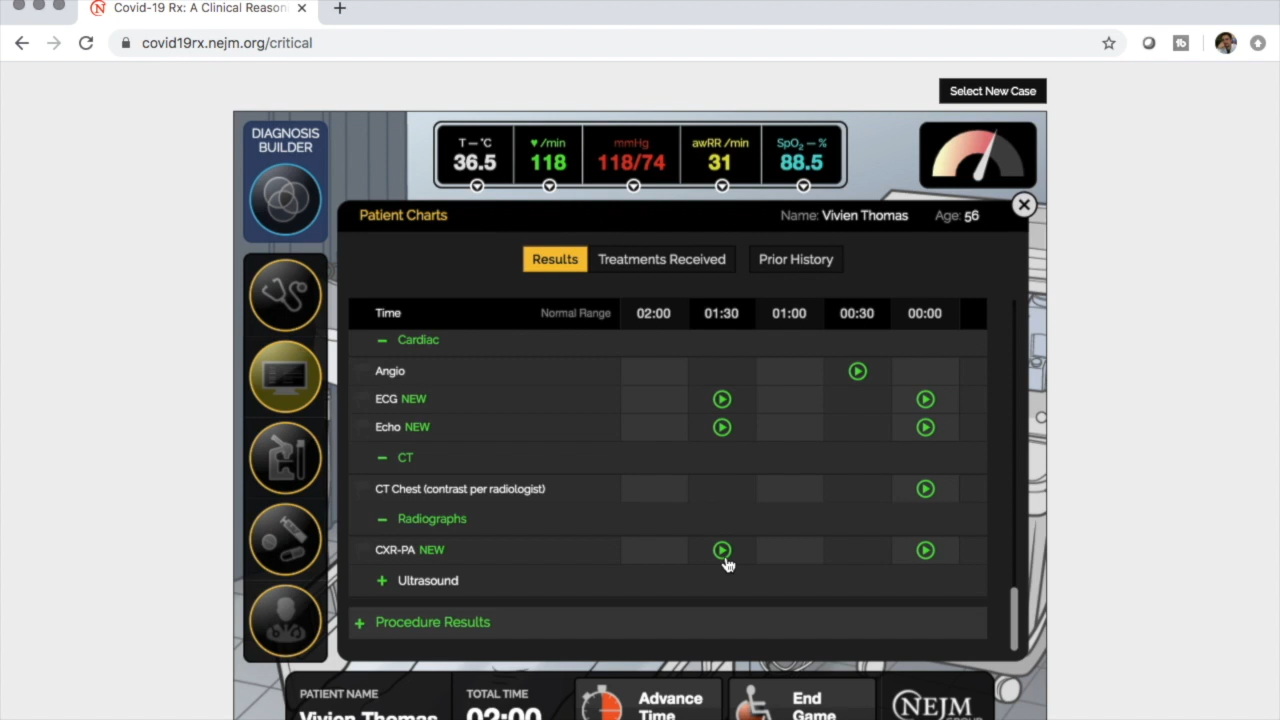 Covid-19 Rx: A Clinical Reason
covid19rx.nejm.org/critical
Select New Case
DIAGNOSIS
BUILDER
T — °C
36.5
♥ /min
118
mmHg
118/74
awRR /min
31
SpO₂ — %
88.5
Patient Charts
Name: Vivien Thomas
Age: 56
Results
Treatments Received
Prior History
Time Normal Range 02:00 01:30 01:00 00:30 00:00
− Cardiac
Angio
ECG NEW
Echo NEW
− CT
CT Chest (contrast per radiologist)
− Radiographs
CXR-PA NEW
+ Ultrasound
+ Procedure Results
PATIENT NAME
Vivien Thomas
TOTAL TIME
02:00
Advance
Time
End
Game
NEJM